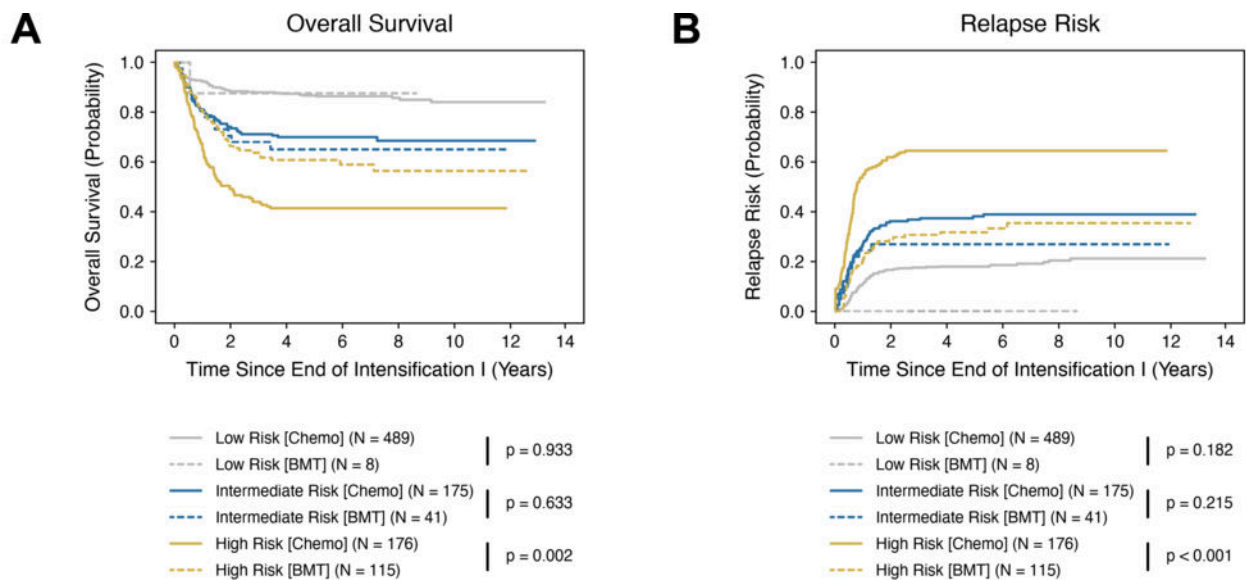 A
Overall Survival
Overall Survival (Probability)
1.0
0.8
0.6
0.4
0.2
0.0
0 2 4 6 8 10 12 14
Time Since End of Intensification I (Years)
Low Risk [Chemo] (N = 489)
Low Risk [BMT] (N = 8)
p = 0.933
Intermediate Risk [Chemo] (N = 175)
Intermediate Risk [BMT] (N = 41)
p = 0.633
High Risk [Chemo] (N = 176)
High Risk [BMT] (N = 115)
p = 0.002
B
Relapse Risk
Relapse Risk (Probability)
1.0
0.8
0.6
0.4
0.2
0.0
0 2 4 6 8 10 12 14
Time Since End of Intensification I (Years)
Low Risk [Chemo] (N = 489)
Low Risk [BMT] (N = 8)
p = 0.182
Intermediate Risk [Chemo] (N = 175)
Intermediate Risk [BMT] (N = 41)
p = 0.215
High Risk [Chemo] (N = 176)
High Risk [BMT] (N = 115)
p < 0.001